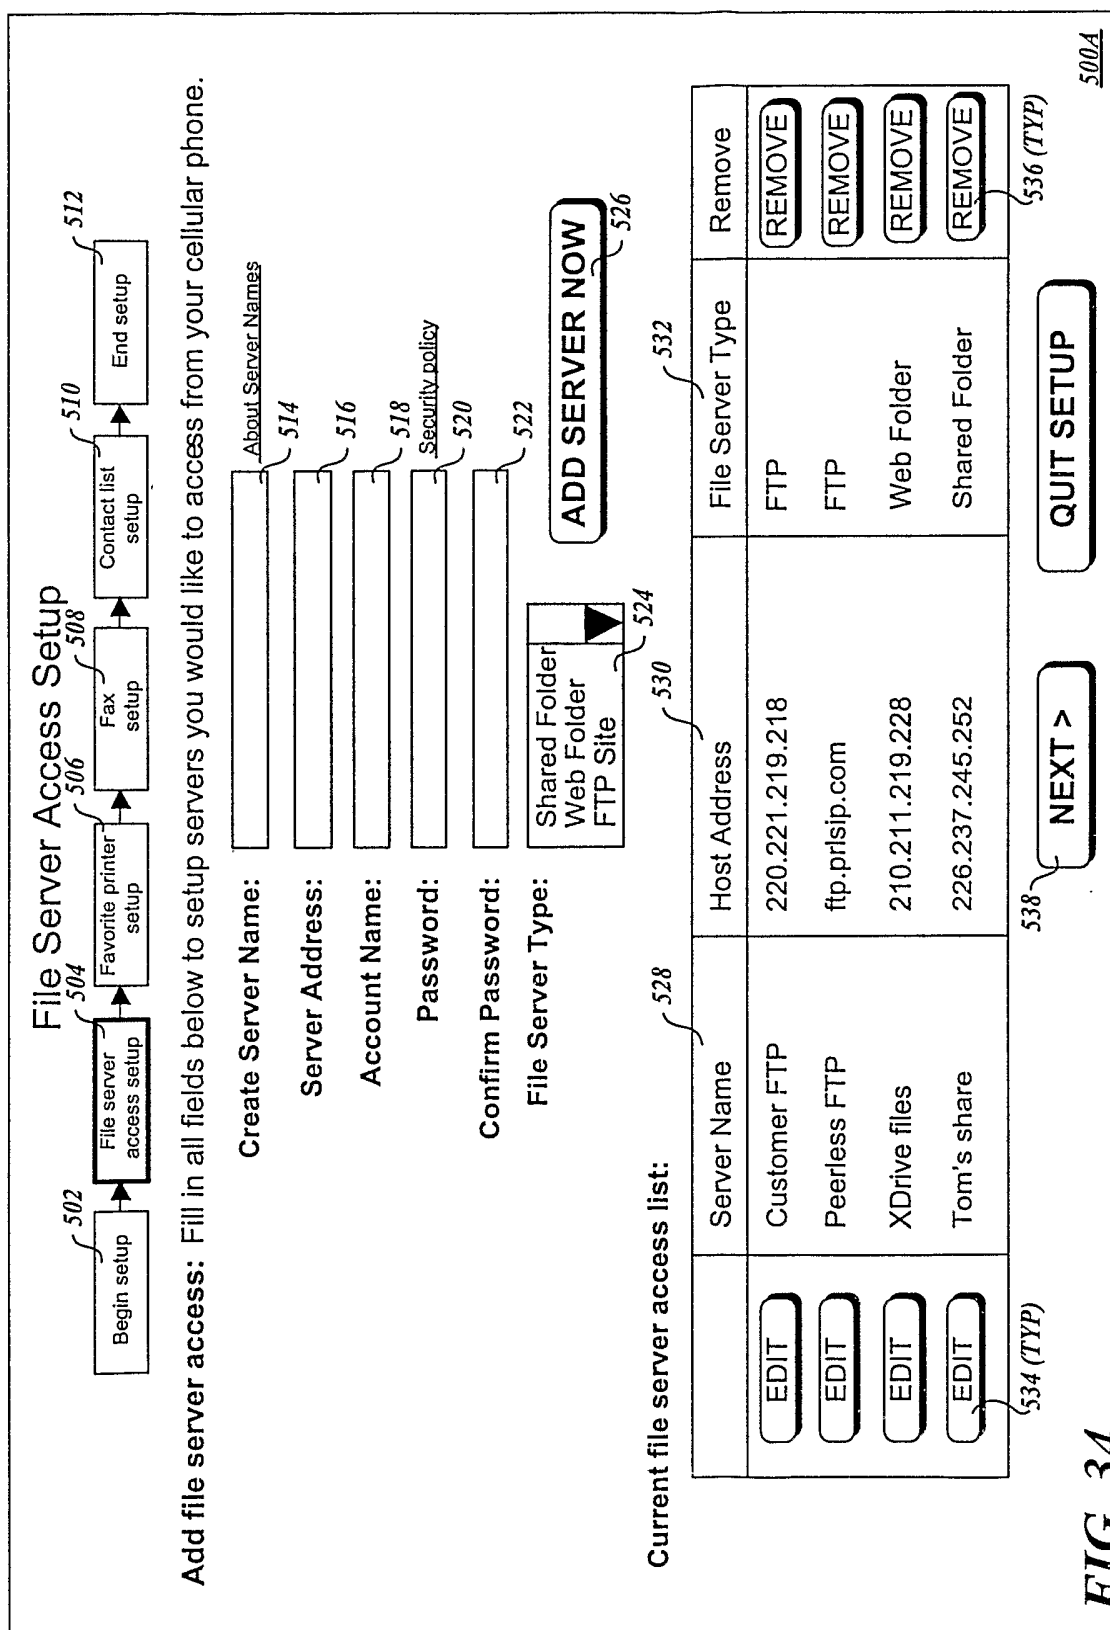 File Server Access Setup
502 504 506 508 510 512
Begin setup
File server access setup
Favorite printer setup
Fax setup
Contact list setup
End setup
Add file server access: Fill in all fields below to setup servers you would like to access from your cellular phone.
Create Server Name: About Server Names
514
Server Address: 516
Account Name: 518
Password: Security policy
520
Confirm Password: 522
File Server Type: Shared Folder
Web Folder
FTP Site
524
ADD SERVER NOW
526
Current file server access list:
528 530 532
Server Name Host Address File Server Type Remove
EDIT Customer FTP 220.221.219.218 FTP REMOVE
EDIT Peerless FTP ftp.prlsip.com FTP REMOVE
EDIT XDrive files 210.211.219.228 Web Folder REMOVE
EDIT Tom's share 226.237.245.252 Shared Folder REMOVE
534 (TYP) 538 536 (TYP)
NEXT > QUIT SETUP
FIG. 34 500A